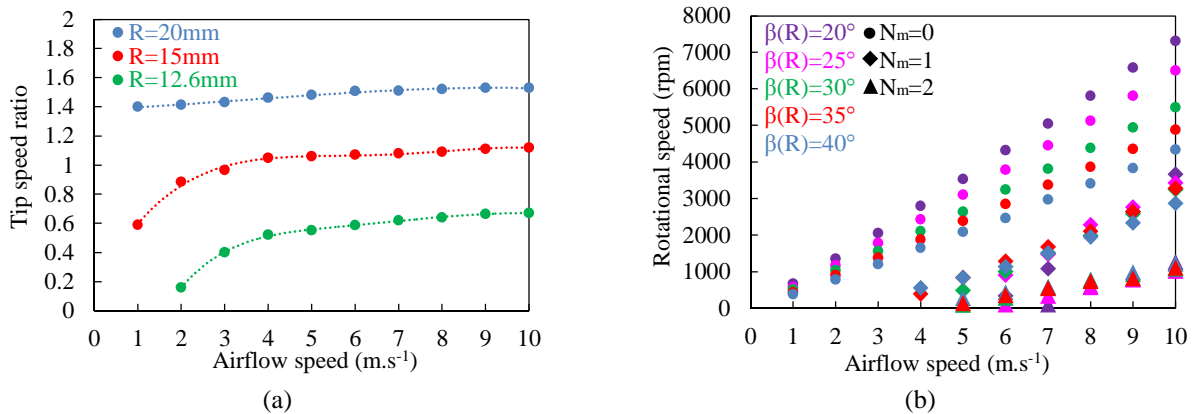 2
1.8
1.6
1.4
1.2
1
0.8
0.6
0.4
0.2
0
Tip speed ratio
R=20mm
R=15mm
R=12.6mm
0 1 2 3 4 5 6 7 8 9 10
Airflow speed (m.s⁻¹)
(a)
8000
7000
6000
5000
4000
3000
2000
1000
0
Rotational speed (rpm)
β(R)=20° Nₘ=0
β(R)=25° Nₘ=1
β(R)=30° Nₘ=2
β(R)=35°
β(R)=40°
0 1 2 3 4 5 6 7 8 9 10
Airflow speed (m.s⁻¹)
(b)